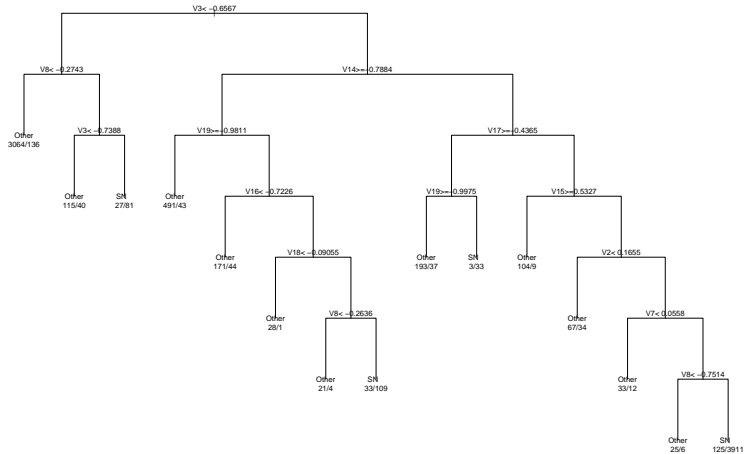 V3< −0.6567
V8< −0.2743
V14>=−0.7884
Other
3064/136
V3< −0.7388
V19>=−0.9811
V17>=−0.4365
Other
115/40
SN
27/81
Other
491/43
V16< −0.7226
V19>=−0.9975
V15>=0.5327
Other
171/44
V18< −0.09055
Other
193/37
SN
3/33
Other
104/9
V2< 0.1655
Other
28/1
V8< −0.2636
Other
67/34
V7< 0.0558
Other
21/4
SN
33/109
Other
33/12
V8< −0.7514
Other
25/6
SN
125/3911